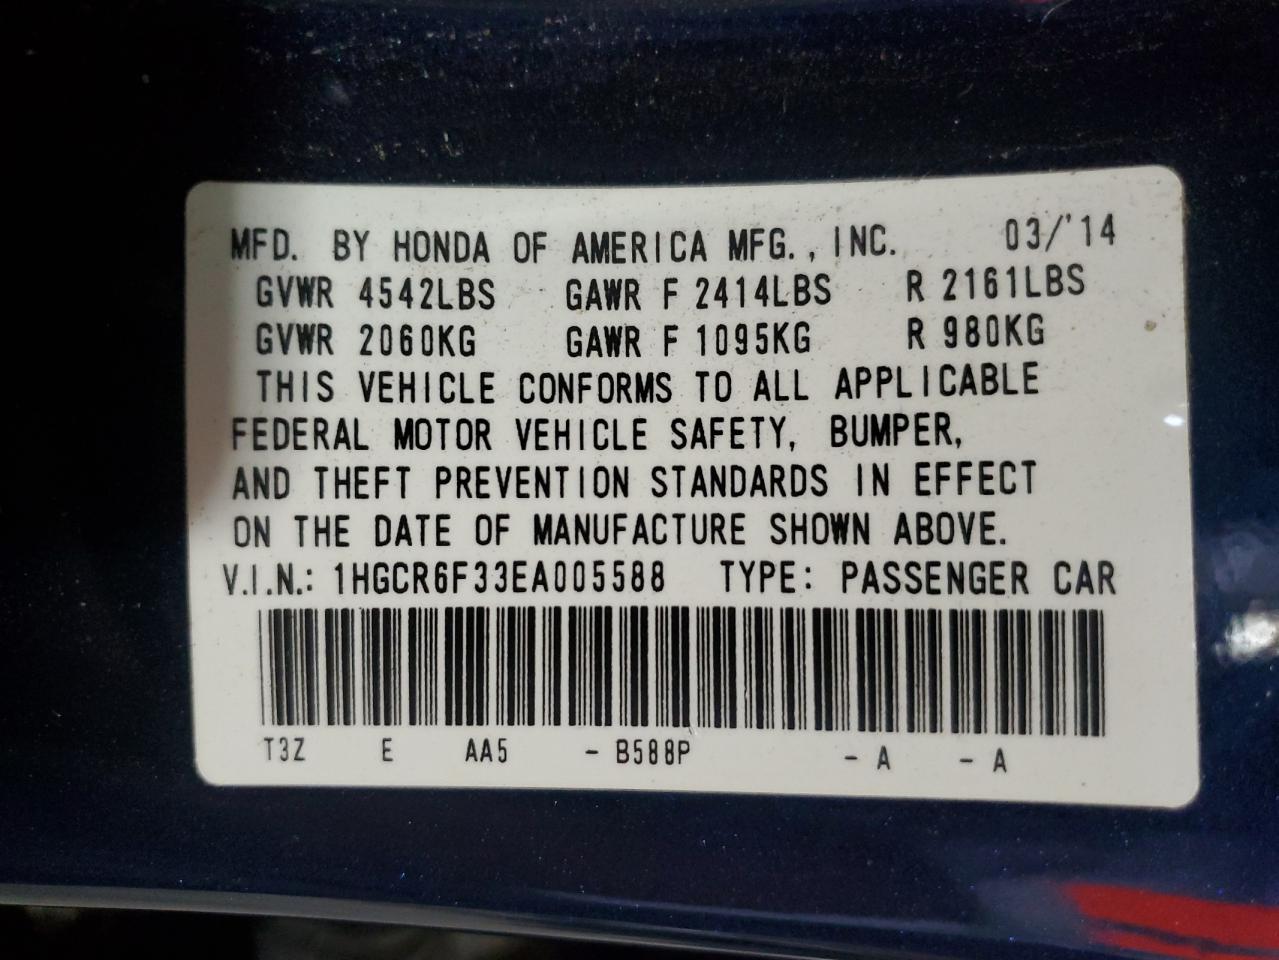 MFD. BY HONDA OF AMERICA MFG., INC. 03/'14
GVWR 4542LBS GAWR F 2414LBS R 2161LBS
GVWR 2060KG GAWR F 1095KG R 980KG
THIS VEHICLE CONFORMS TO ALL APPLICABLE
FEDERAL MOTOR VEHICLE SAFETY, BUMPER,
AND THEFT PREVENTION STANDARDS IN EFFECT
ON THE DATE OF MANUFACTURE SHOWN ABOVE.
V.I.N.: 1HGCR6F33EA005588 TYPE: PASSENGER CAR
T3Z E AA5 - B588P - A - A